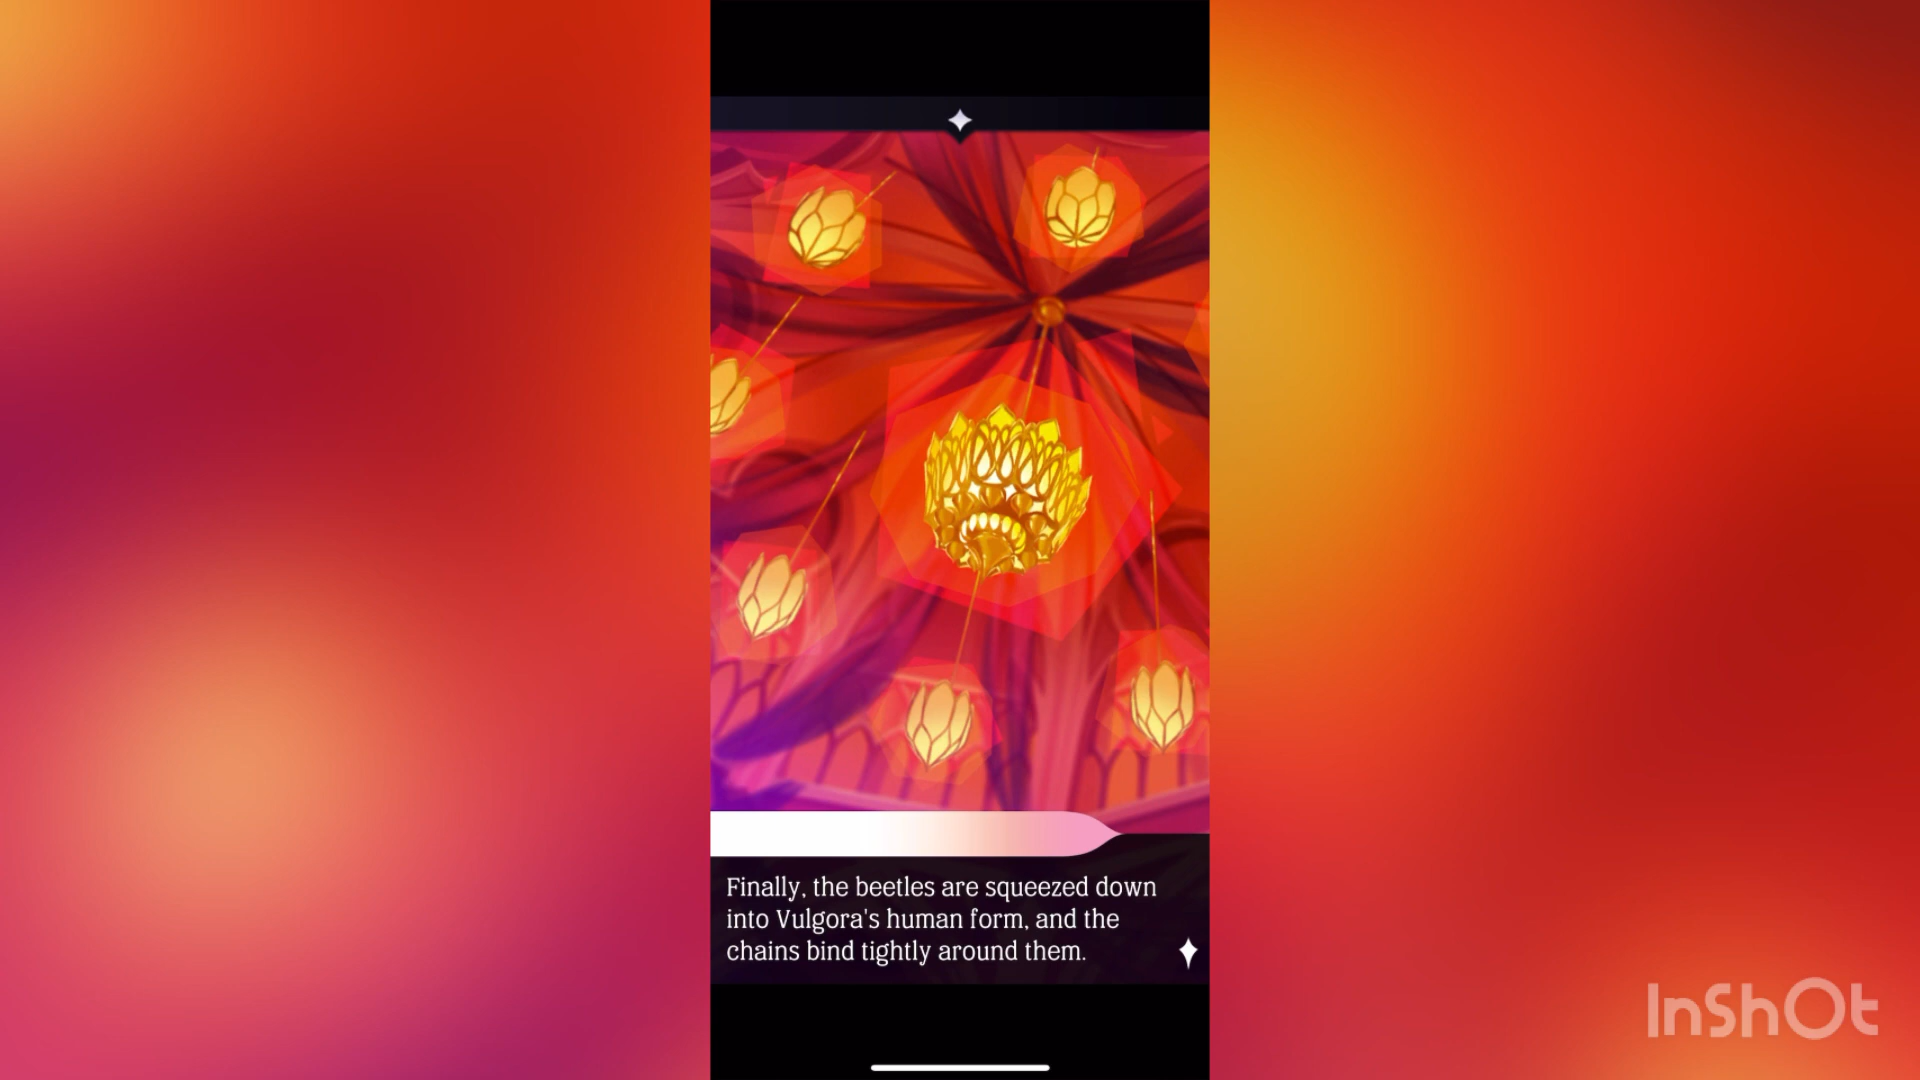 Finally, the beetles are squeezed down
into Vulgora's human form, and the
chains bind tightly around them.
InShOt